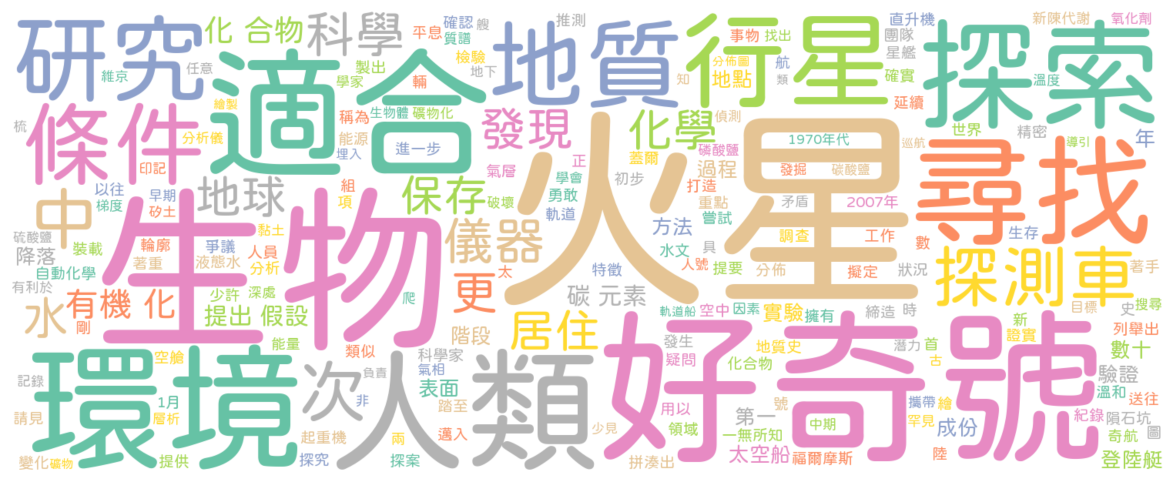 研究
適合
地質
行星
探索
條件
生物
火星
尋找
環境
人類
好奇號
中
科學
化 合物
發現
化學
地球
保存
儀器
探測車
水
有機 化
更
提出 假設
碳 元素
居住
次
維京
任意
學家
質譜
製出
確認
平息
艘
推測
檢驗
地下
輛
繪製
分析儀
稱為
生物體
礦物化
能源
埋入
進一步
印記
梳
以往
梯度
早期
矽土
組
項
氣層
正
學會
破壞
勇敢
軌道
初步
硫酸鹽
降落
裝載
輪廓
黏土
爭議
人員
液態水
分析
著重
自動化學
有利於
剛
少許
深處
太
爬
特徵
能量
空艙
類似
階段
科學家
氣相
負責
表面
踏至
記錄
1月
層析
請見
非
起重機
兩
邁入
變化
礦物
提供
探究
探案
少見
拼湊出
事物
找出
分佈圖
地點
航
類
知
偵測
直升機
團隊
星艦
確實
延續
新陳代謝
氧化劑
溫度
世界
精密
年
巡航
導引
1970年代
磷酸鹽
發掘
碳酸鹽
蓋爾
過程
打造
重點
嘗試
矛盾
2007年
方法
調查
工作
數
生存
水文
具
人號
提要
分佈
擬定
狀況
著手
軌道船
空中
因素
實驗
擁有
締造
時
新
史
搜尋
目標
證實
列舉出
發生
疑問
地質史
潛力
首
古
數十
化合物
驗證
溫和
送往
用以
第一
號
繪
攜帶
罕見
成份
紀錄
隕石坑
圖
領域
一無所知
中期
奇航
太空船
福爾摩斯
陸
登陸艇